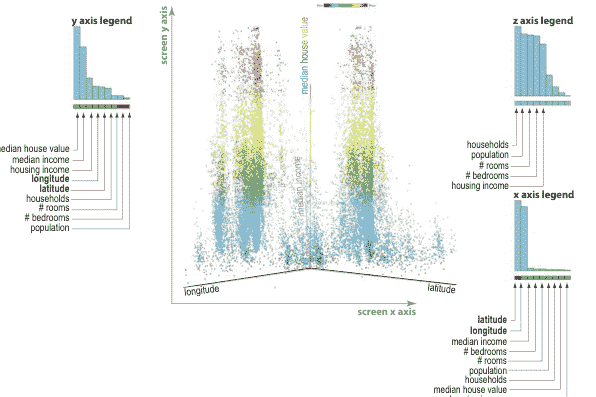 y axis legend
edian house value
median income
housing income
longitude
latitude
households
# rooms
# bedrooms
population
screen y axis
median house value
median income
longitude
latitude
screen x axis
z axis legend
households
population
# rooms
# bedrooms
housing income
x axis legend
latitude
longitude
median income
# bedrooms
# rooms
population
households
median house value